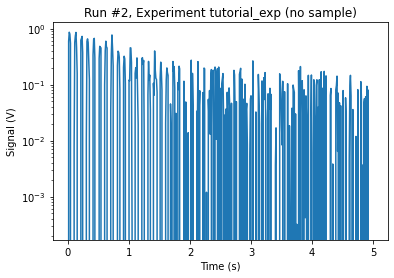 Run #2, Experiment tutorial_exp (no sample)
Signal (V)
10⁰
10⁻¹
10⁻²
10⁻³
0 1 2 3 4 5
Time (s)